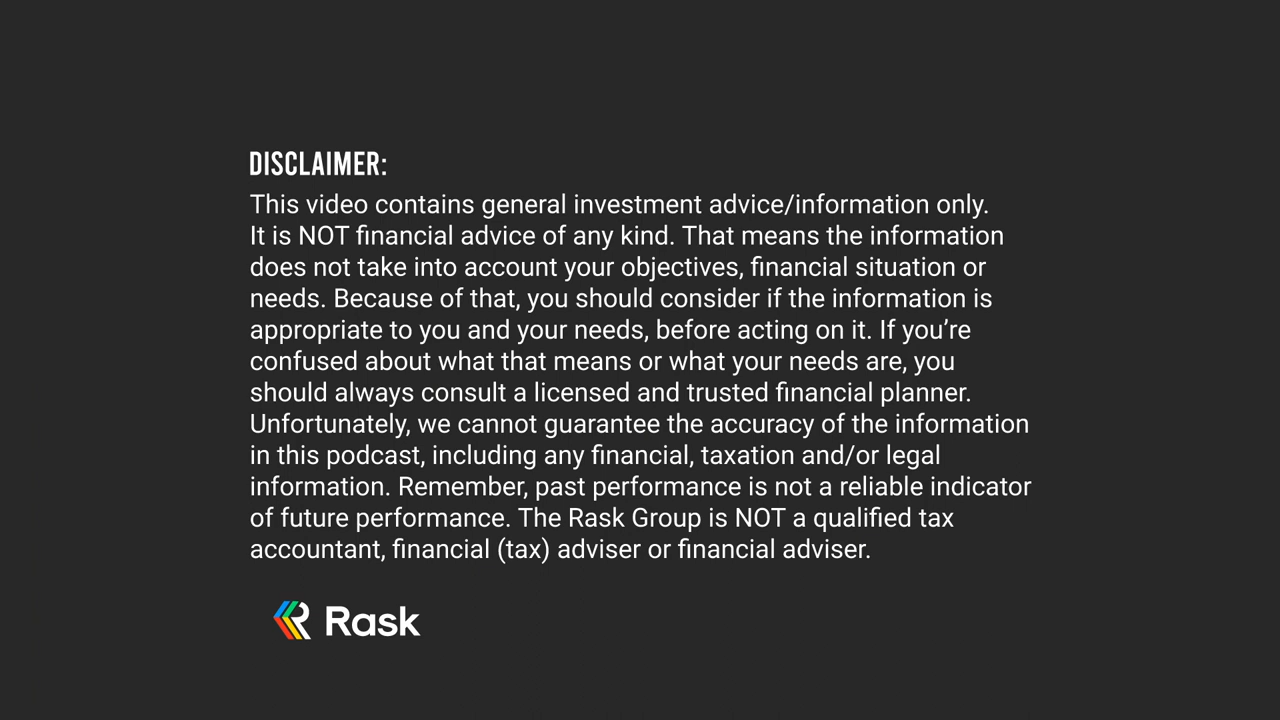 DISCLAIMER:
This video contains general investment advice/information only.
It is NOT financial advice of any kind. That means the information
does not take into account your objectives, financial situation or
needs. Because of that, you should consider if the information is
appropriate to you and your needs, before acting on it. If you’re
confused about what that means or what your needs are, you
should always consult a licensed and trusted financial planner.
Unfortunately, we cannot guarantee the accuracy of the information
in this podcast, including any financial, taxation and/or legal
information. Remember, past performance is not a reliable indicator
of future performance. The Rask Group is NOT a qualified tax
accountant, financial (tax) adviser or financial adviser.
Rask